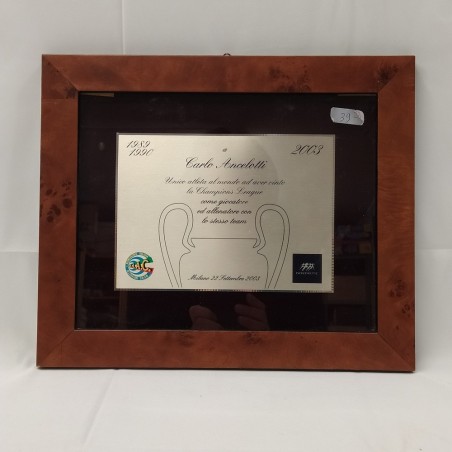 1989
1990
a
2003
Carlo Ancelotti
Unico atleta al mondo ad aver vinto
la Champions League
come giocatore
ed allenatore con
lo stesso team
Milano 22 Settembre 2003